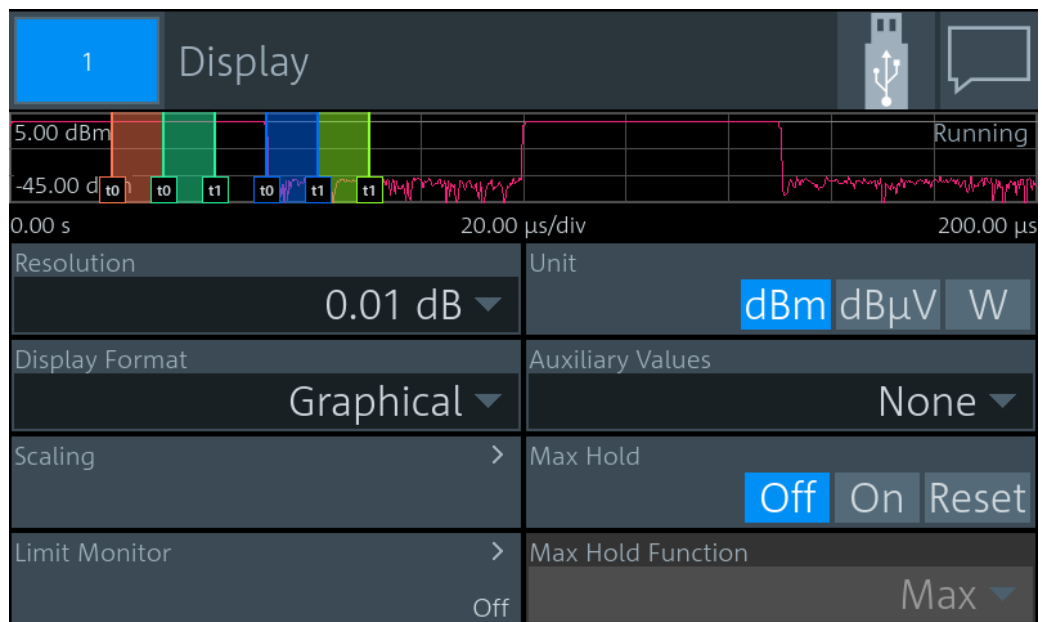 1
Display
5.00 dBm
Running
-45.00 d
t0
t0
t1
t0
t1
t1
0.00 s
20.00 µs/div
200.00 µs
Resolution
0.01 dB
Unit
dBm
dBµV
W
Display Format
Graphical
Auxiliary Values
None
Scaling
>
Max Hold
Off
On
Reset
Limit Monitor
>
Off
Max Hold Function
Max